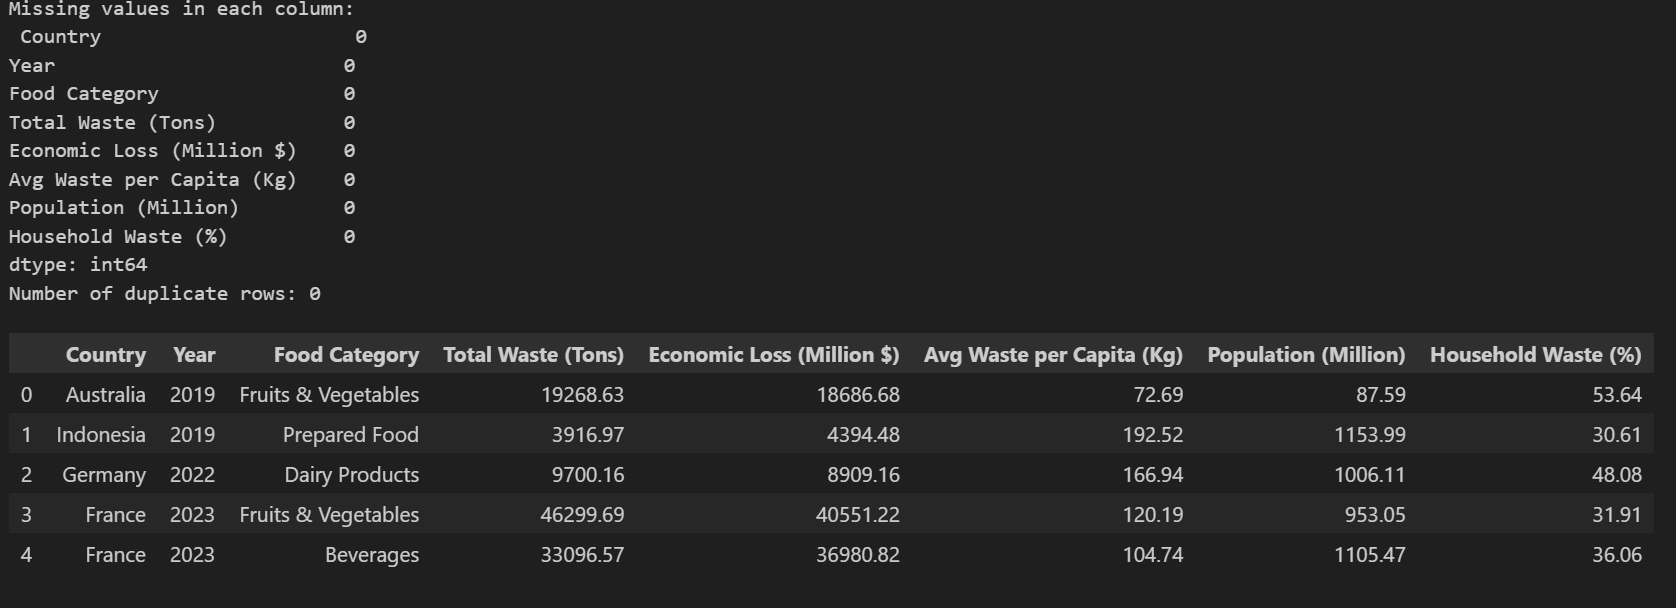 Missing values in each column:
Country 0
Year 0
Food Category 0
Total Waste (Tons) 0
Economic Loss (Million $) 0
Avg Waste per Capita (Kg) 0
Population (Million) 0
Household Waste (%) 0
dtype: int64
Number of duplicate rows: 0
Country Year Food Category Total Waste (Tons) Economic Loss (Million $) Avg Waste per Capita (Kg) Population (Million) Household Waste (%)
0 Australia 2019 Fruits & Vegetables 19268.63 18686.68 72.69 87.59 53.64
1 Indonesia 2019 Prepared Food 3916.97 4394.48 192.52 1153.99 30.61
2 Germany 2022 Dairy Products 9700.16 8909.16 166.94 1006.11 48.08
3 France 2023 Fruits & Vegetables 46299.69 40551.22 120.19 953.05 31.91
4 France 2023 Beverages 33096.57 36980.82 104.74 1105.47 36.06